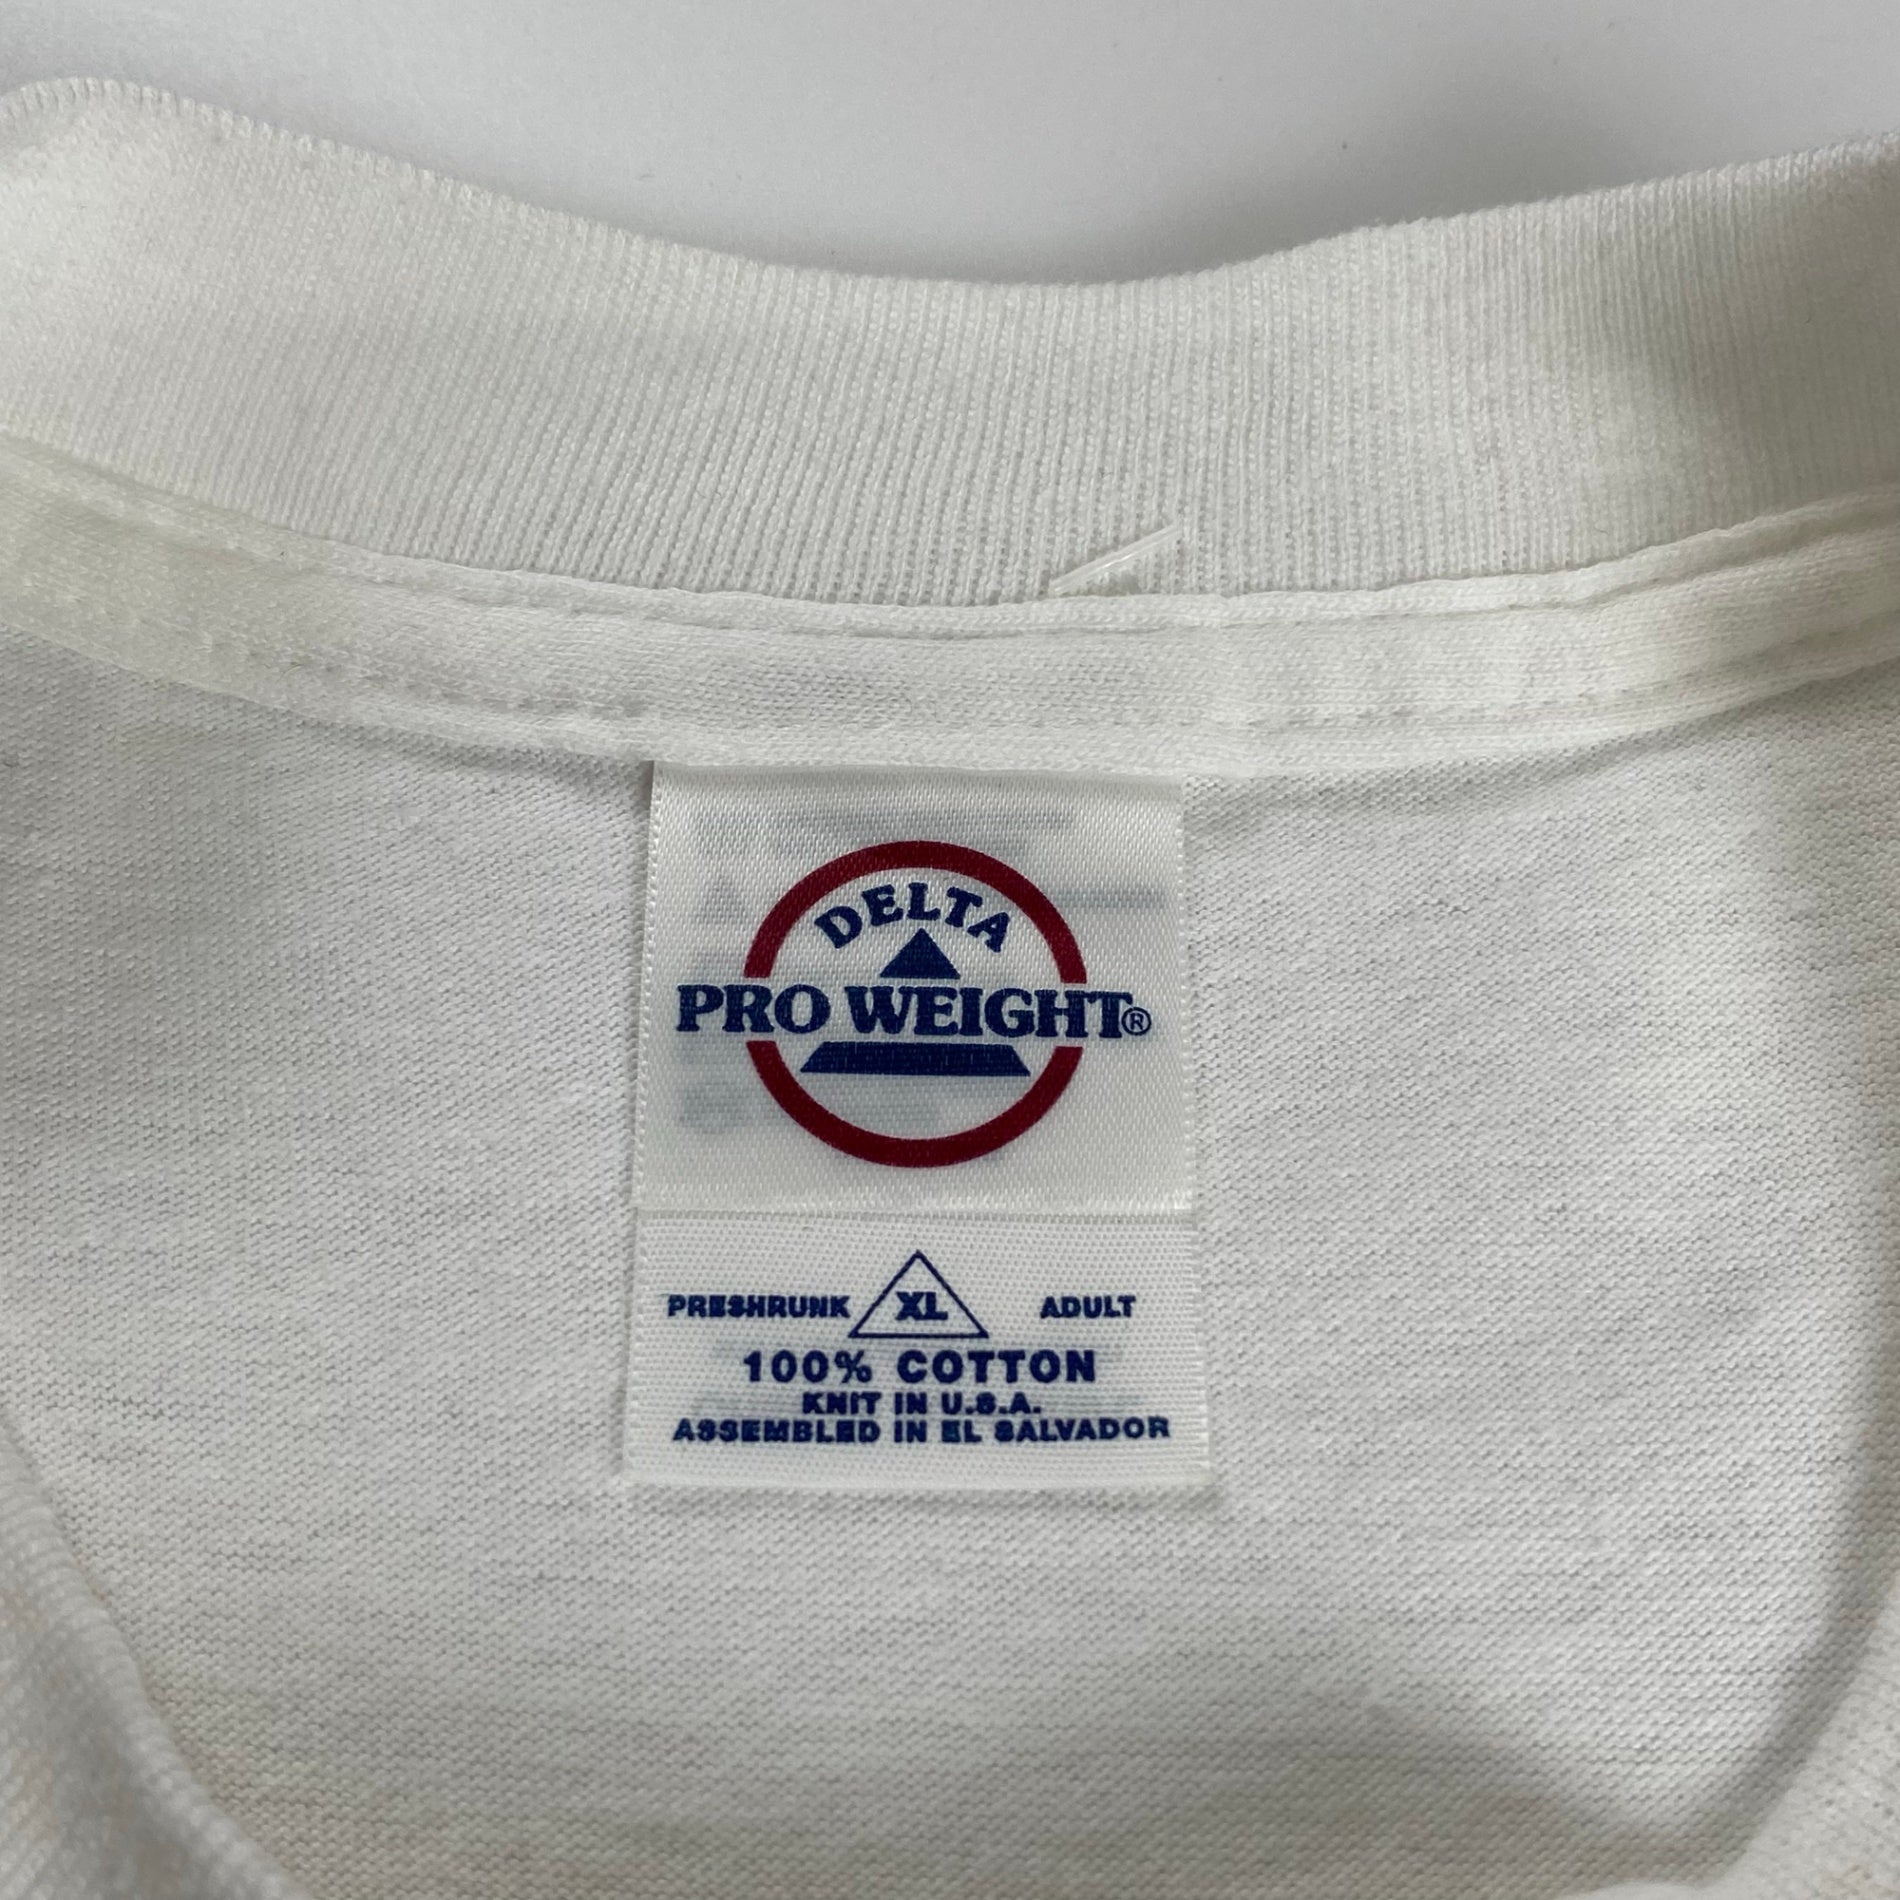 DELTA
PRO WEIGHT®
PRESHRUNK XL ADULT
100% COTTON
KNIT IN U.S.A.
ASSEMBLED IN EL SALVADOR